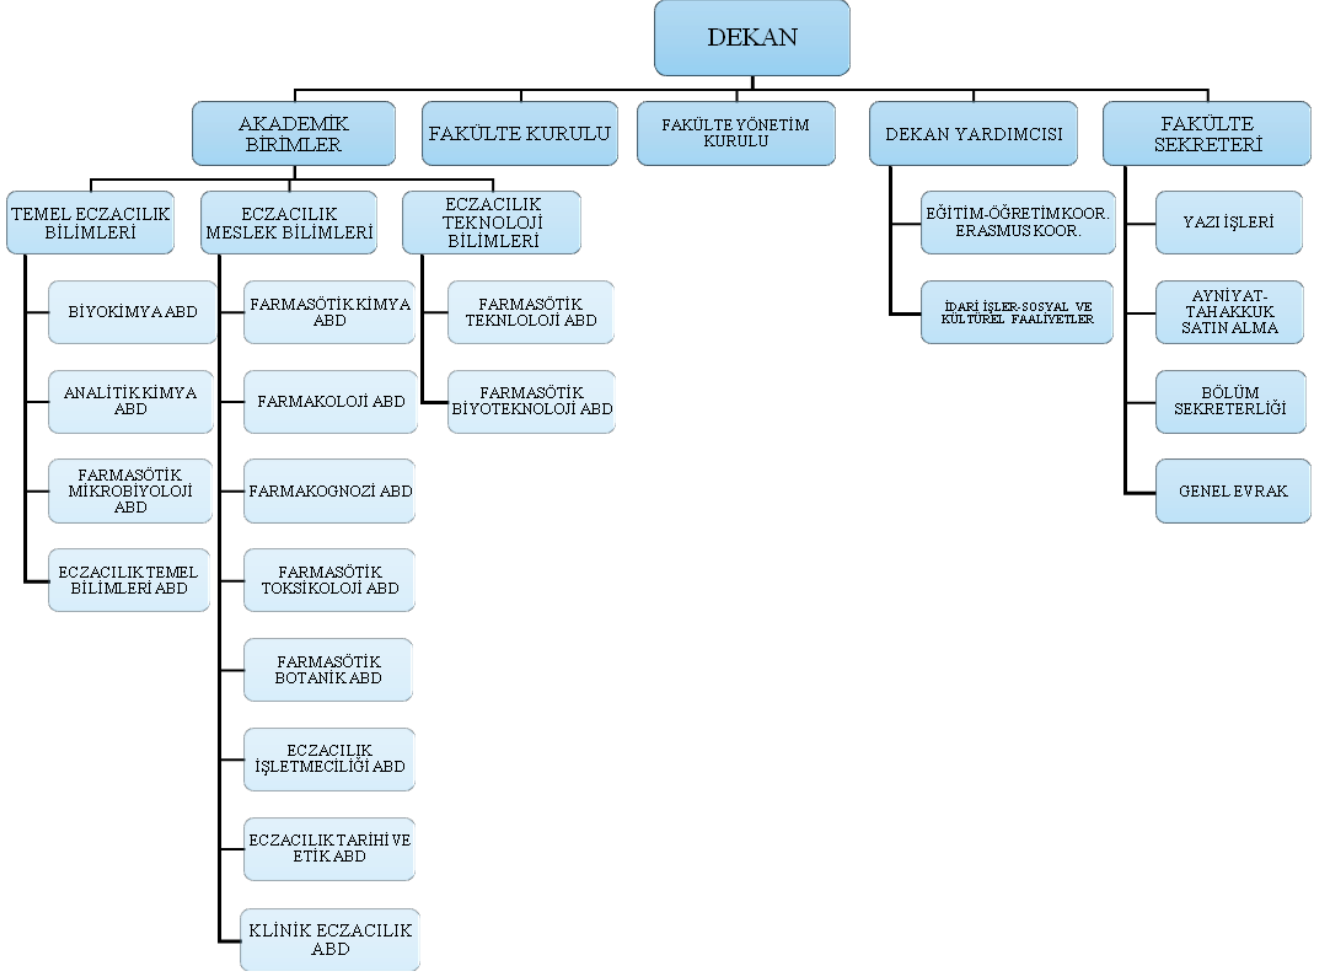 DEKAN
AKADEMİK
BİRİMLER
FAKÜLTE KURULU
FAKÜLTE YÖNETİM
KURULU
DEKAN YARDIMCISI
FAKÜLTE
SEKRETERİ
TEMEL ECZACILIK
BİLİMLERİ
BİYOKİMYA ABD
ANALİTİK KİMYA
ABD
FARMASÖTİK
MİKROBİYOLOJİ
ABD
ECZACILIK TEMEL
BİLİMLERİ ABD
ECZACILIK
MESLEK BİLİMLERİ
FARMASÖTİK KİMYA
ABD
FARMAKOLOJİ ABD
FARMAKOGNOZİ ABD
FARMASÖTİK
TOKSİKOLOJİ ABD
FARMASÖTİK
BOTANİK ABD
ECZACILIK
İŞLETMECİLİĞİ ABD
ECZACILIK TARİHİ VE
ETİK ABD
KLİNİK ECZACILIK
ABD
ECZACILIK
TEKNOLOJİ
BİLİMLERİ
FARMASÖTİK
TEKNLOLOJİ ABD
FARMASÖTİK
BİYOTEKNOLOJİ ABD
EĞİTİM-ÖĞRETİM KOOR.
ERASMUS KOOR.
İDARİ İŞLER-SOSYAL VE
KÜLTÜREL FAALİYETLER
YAZI İŞLERİ
AYNİYAT-
TAHAKKUK
SATIN ALMA
BÖLÜM
SEKRETERLİĞİ
GENEL EVRAK